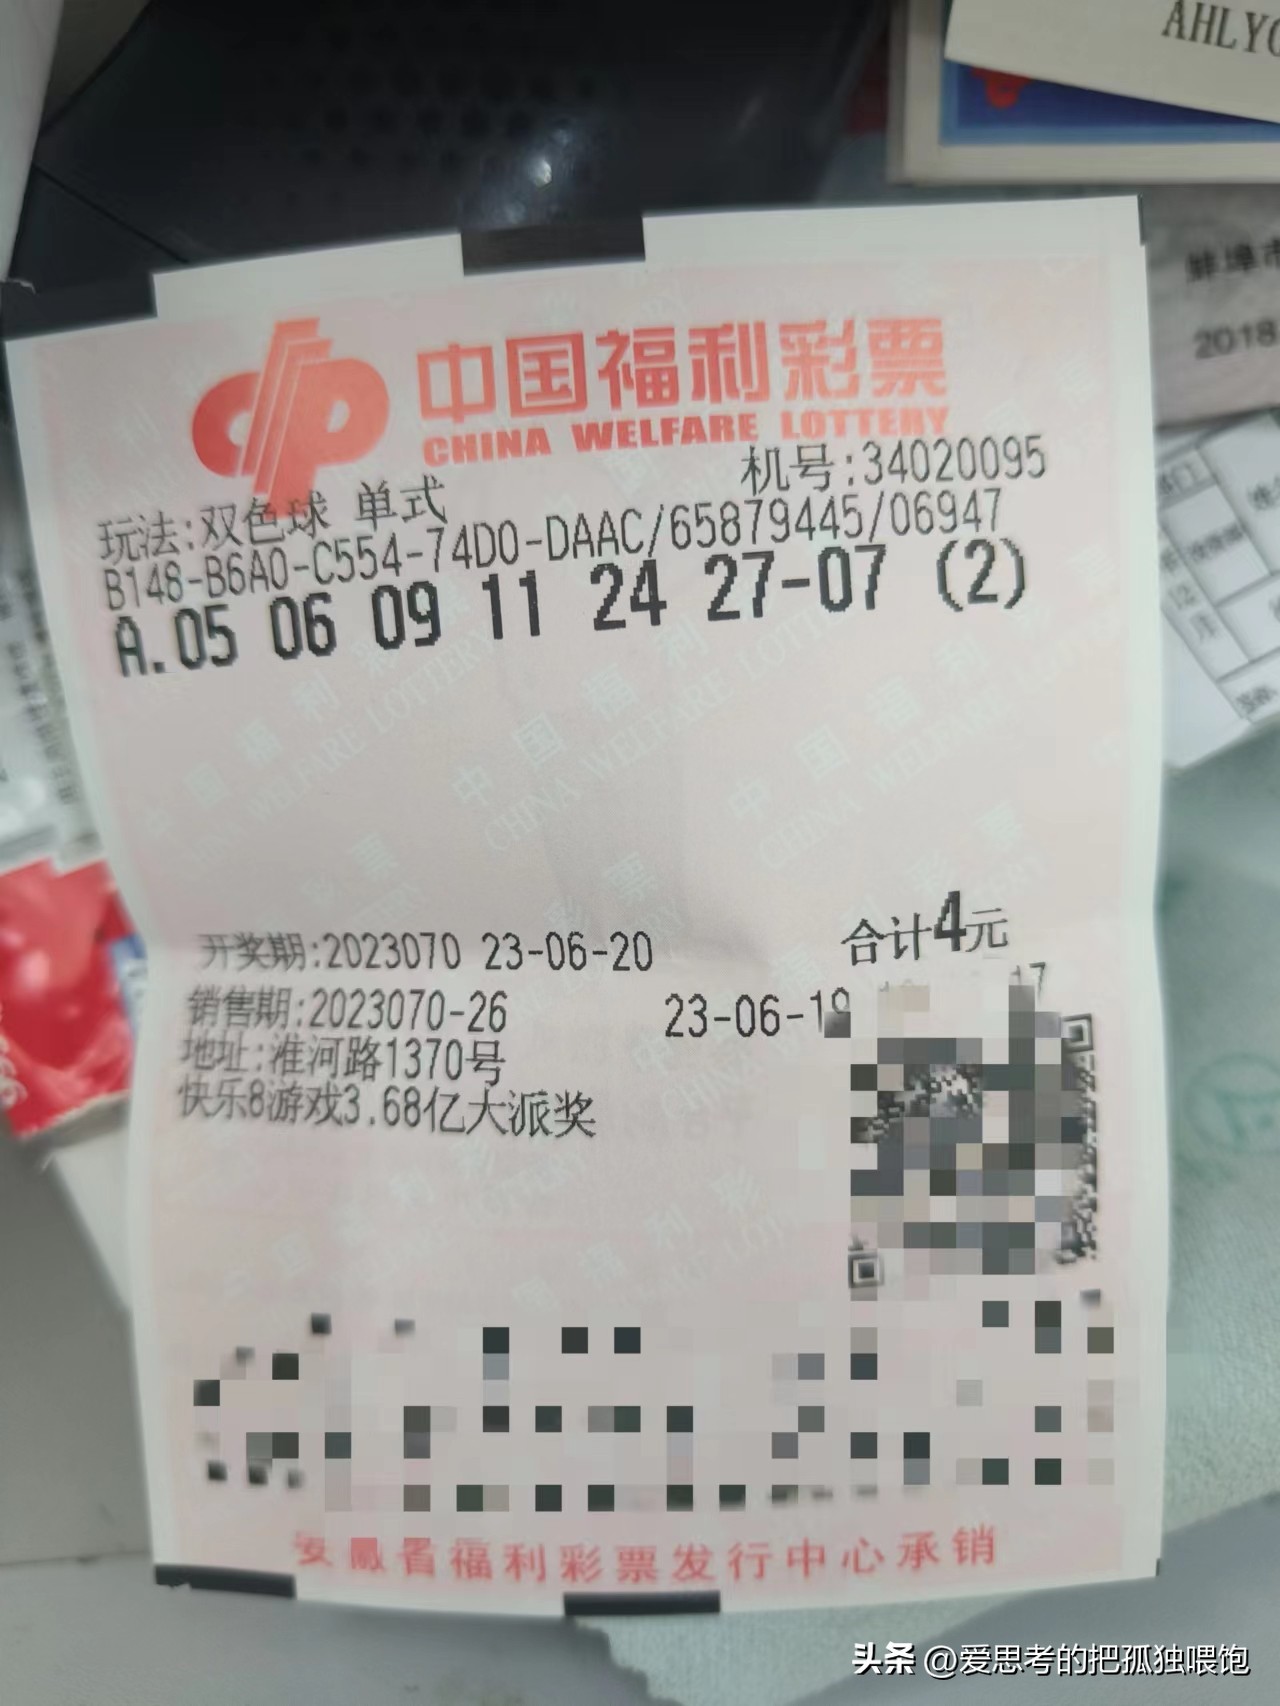 AHLY
蚌埠市
2018
中国福利彩票
CHINA WELFARE LOTTERY
机号:34020095
玩法:双色球 单式
B148-B6A0-C554-74D0-DAAC/65879445/06947
A.05 06 09 11 24 27-07 (2)
开奖期:2023070 23-06-20
合计4元
销售期:2023070-26 23-06-19
地址:淮河路1370号
快乐8游戏3.68亿大派奖
安徽省福利彩票发行中心承销
头条 @爱思考的把孤独喂饱